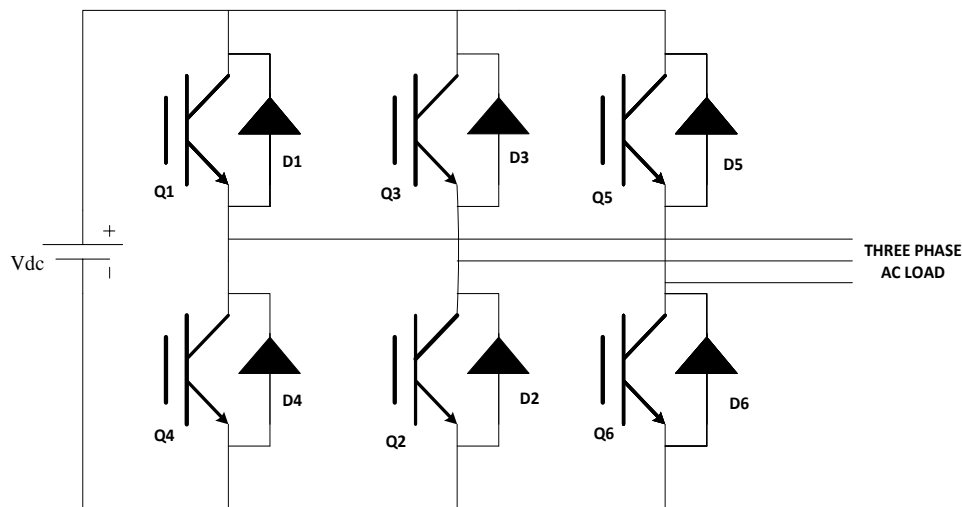 D1
D3
D5
Q1
Q3
Q5
+
Vdc
–
THREE PHASE
AC LOAD
D4
D2
D6
Q4
Q2
Q6